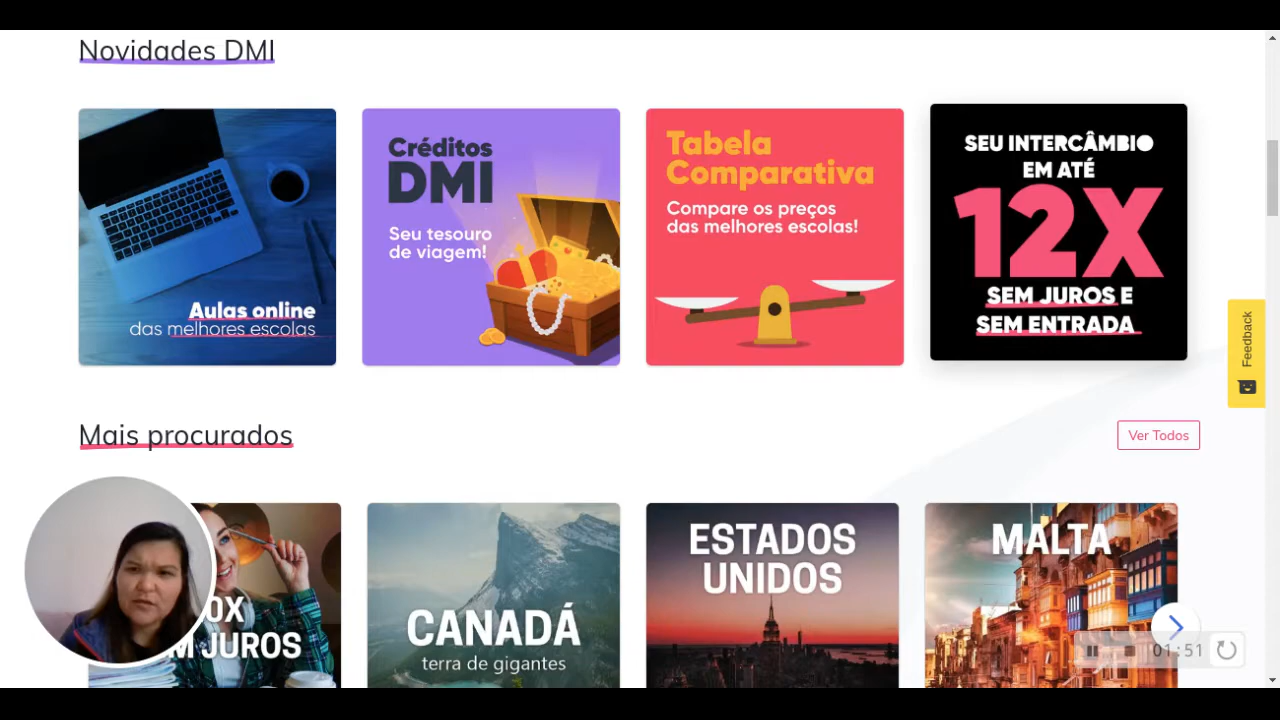 Novidades DMI
Aulas online
das melhores escolas
Créditos
DMI
Seu tesouro
de viagem!
Tabela
Comparativa
Compare os preços
das melhores escolas!
SEU INTERCÂMBIO
EM ATÉ
12X
SEM JUROS E
SEM ENTRADA
Feedback
Mais procurados
Ver Todos
JUROS
CANADÁ
terra de gigantes
ESTADOS
UNIDOS
MALTA
01:51